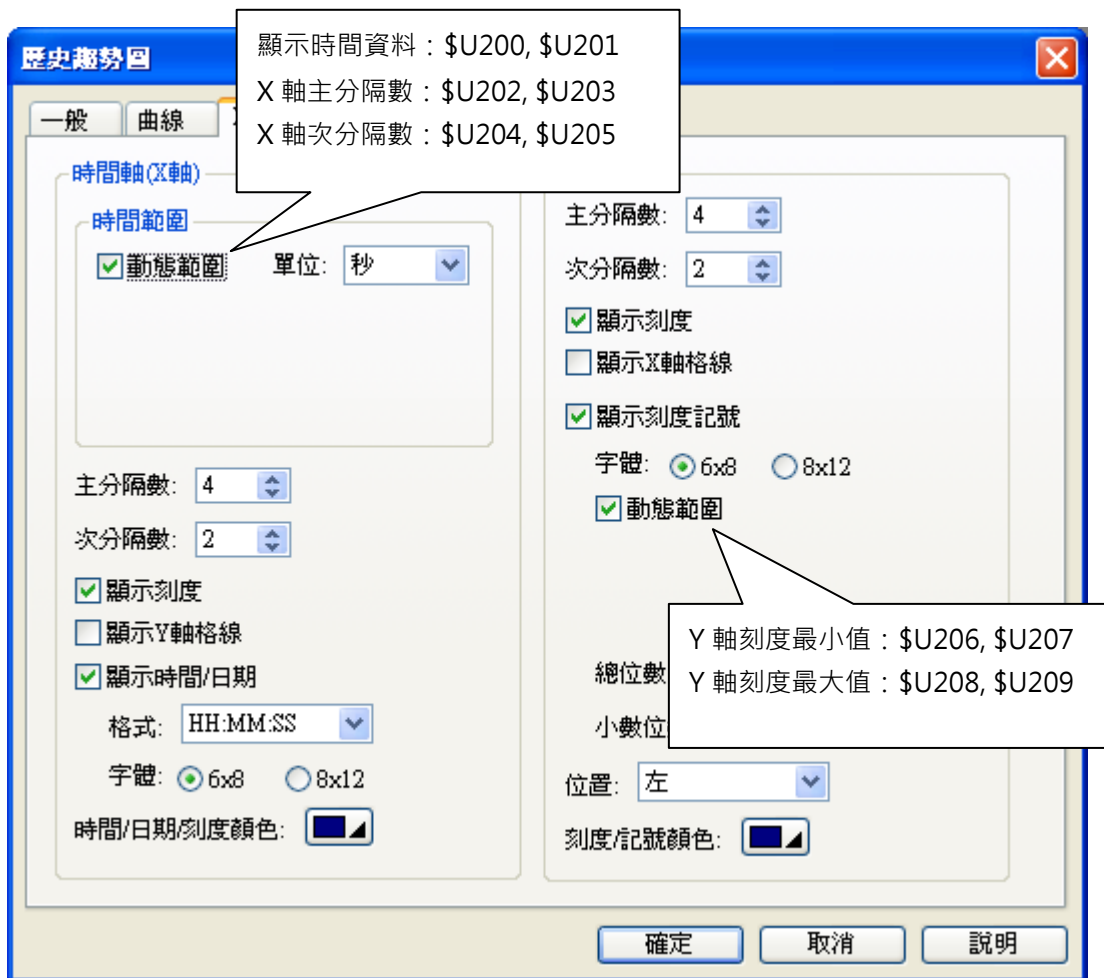 歷史趨勢圖
顯示時間資料：$U200, $U201
X 軸主分隔數：$U202, $U203
X 軸次分隔數：$U204, $U205
一般
曲線
時間軸(X軸)
時間範圍
動態範圍 單位: 秒
主分隔數: 4
次分隔數: 2
顯示刻度
顯示Y軸格線
顯示時間/日期
格式: HH:MM:SS
字體: 6x8 8x12
時間/日期/刻度顏色:
主分隔數: 4
次分隔數: 2
顯示刻度
顯示X軸格線
顯示刻度記號
字體: 6x8 8x12
動態範圍
Y 軸刻度最小值：$U206, $U207
Y 軸刻度最大值：$U208, $U209
總位數
小數位
位置: 左
刻度/記號顏色:
確定 取消 說明